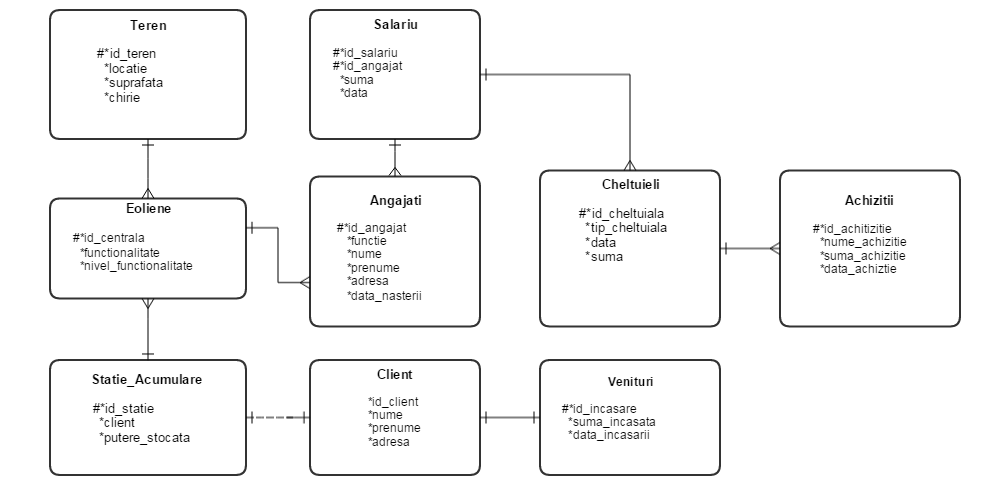 Teren
#*id_teren
*locatie
*suprafata
*chirie
Salariu
#*id_salariu
#*id_angajat
*suma
*data
Eoliene
#*id_centrala
*functionalitate
*nivel_functionalitate
Angajati
#*id_angajat
*functie
*nume
*prenume
*adresa
*data_nasterii
Cheltuieli
#*id_cheltuiala
*tip_cheltuiala
*data
*suma
Achizitii
#*id_achitizitie
*nume_achizitie
*suma_achizitie
*data_achiztie
Statie_Acumulare
#*id_statie
*client
*putere_stocata
Client
*id_client
*nume
*prenume
*adresa
Venituri
#*id_incasare
*suma_incasata
*data_incasarii